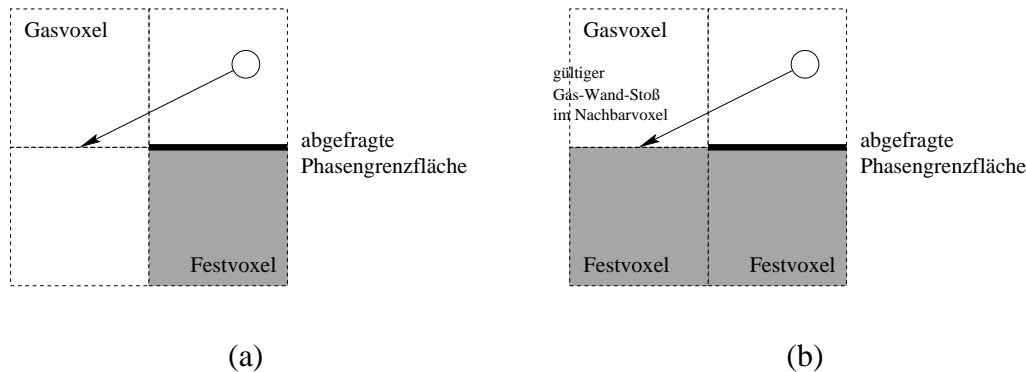 Gasvoxel
abgefragte
Phasengrenzfläche
Festvoxel
(a)
Gasvoxel
gültiger
Gas-Wand-Stoß
im Nachbarvoxel
abgefragte
Phasengrenzfläche
Festvoxel
Festvoxel
(b)